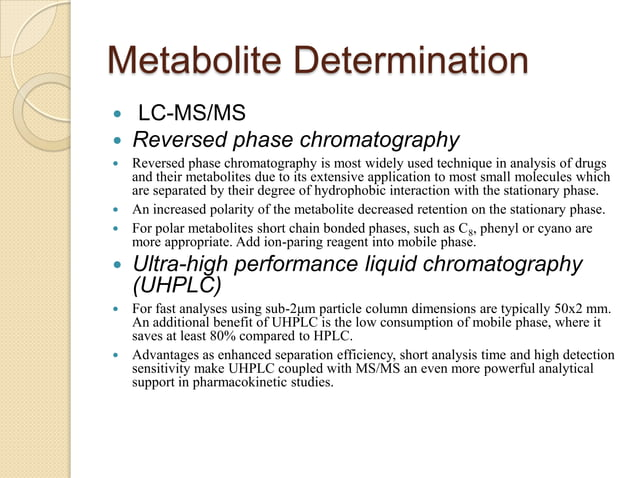 Metabolite Determination
• LC-MS/MS
• Reversed phase chromatography
• Reversed phase chromatography is most widely used technique in analysis of drugs
and their metabolites due to its extensive application to most small molecules which
are separated by their degree of hydrophobic interaction with the stationary phase.
• An increased polarity of the metabolite decreased retention on the stationary phase.
• For polar metabolites short chain bonded phases, such as C₈, phenyl or cyano are
more appropriate. Add ion-paring reagent into mobile phase.
• Ultra-high performance liquid chromatography
(UHPLC)
• For fast analyses using sub-2μm particle column dimensions are typically 50x2 mm.
An additional benefit of UHPLC is the low consumption of mobile phase, where it
saves at least 80% compared to HPLC.
• Advantages as enhanced separation efficiency, short analysis time and high detection
sensitivity make UHPLC coupled with MS/MS an even more powerful analytical
support in pharmacokinetic studies.